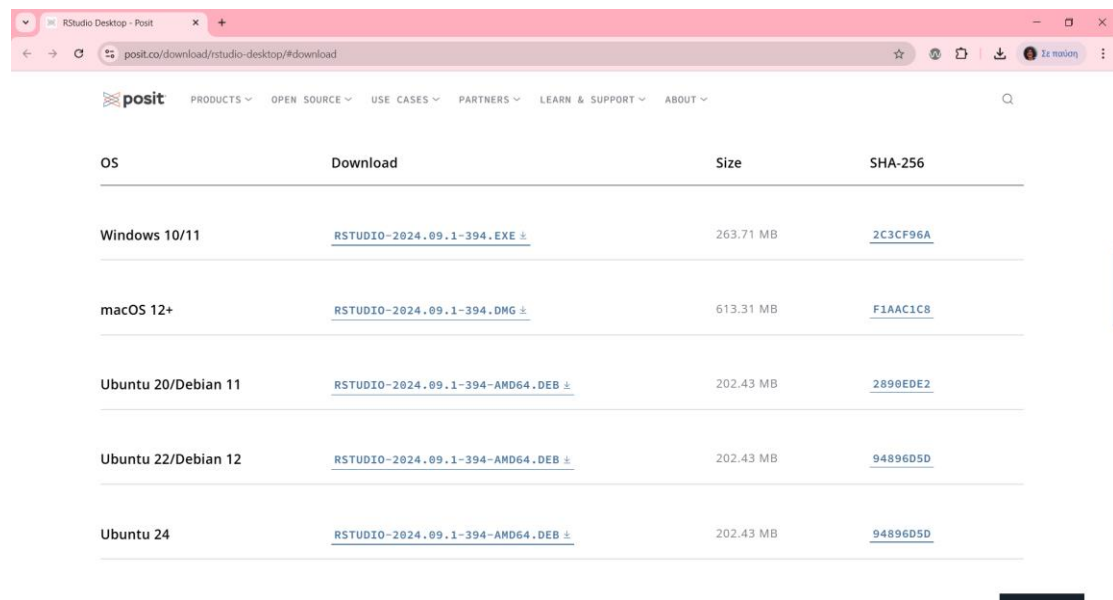 RStudio Desktop - Posit
posit.co/download/rstudio-desktop/#download
Σε παύση
posit PRODUCTS OPEN SOURCE USE CASES PARTNERS LEARN & SUPPORT ABOUT
OS Download Size SHA-256
Windows 10/11 RSTUDIO-2024.09.1-394.EXE 263.71 MB 2C3CF96A
macOS 12+ RSTUDIO-2024.09.1-394.DMG 613.31 MB F1AAC1C8
Ubuntu 20/Debian 11 RSTUDIO-2024.09.1-394-AMD64.DEB 202.43 MB 2890EDE2
Ubuntu 22/Debian 12 RSTUDIO-2024.09.1-394-AMD64.DEB 202.43 MB 94896D5D
Ubuntu 24 RSTUDIO-2024.09.1-394-AMD64.DEB 202.43 MB 94896D5D